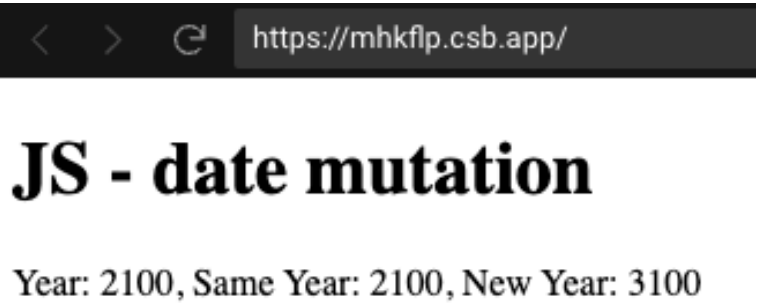 https://mhkflp.csb.app/
JS - date mutation
Year: 2100, Same Year: 2100, New Year: 3100